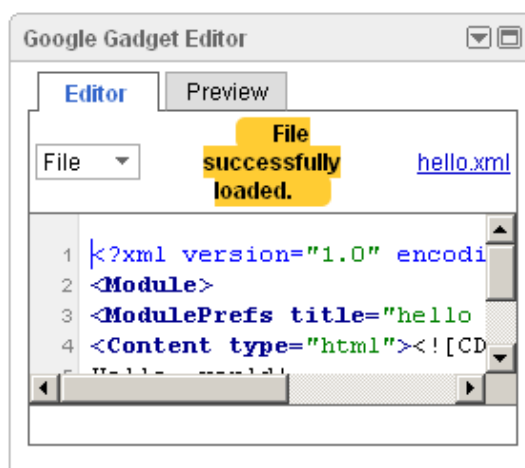 Google Gadget Editor
Editor Preview
File
File
successfully
loaded.
hello.xml
1 <?xml version="1.0" encodi
2 <Module>
3 <ModulePrefs title="hello
4 <Content type="html"><![CD